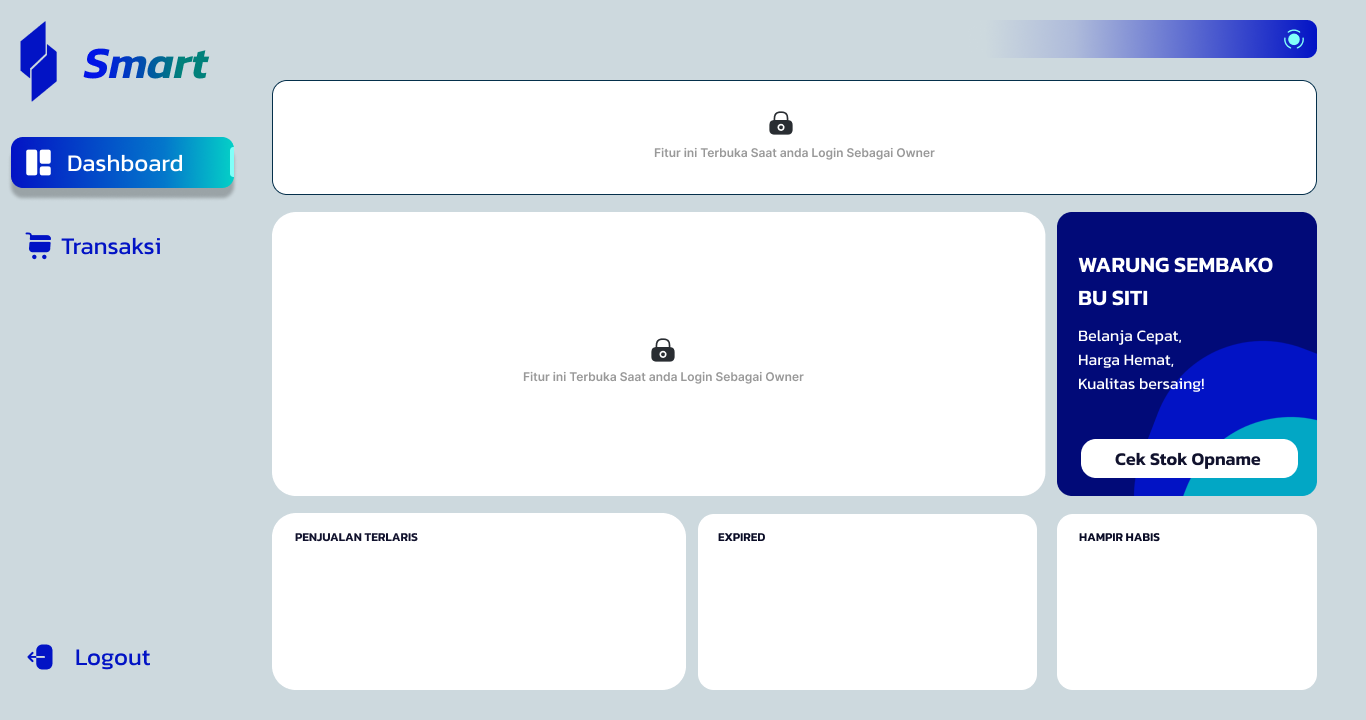 Smart
Dashboard
Transaksi
Logout
Fitur ini Terbuka Saat anda Login Sebagai Owner
Fitur ini Terbuka Saat anda Login Sebagai Owner
WARUNG SEMBAKO
BU SITI
Belanja Cepat,
Harga Hemat,
Kualitas bersaing!
Cek Stok Opname
PENJUALAN TERLARIS
EXPIRED
HAMPIR HABIS